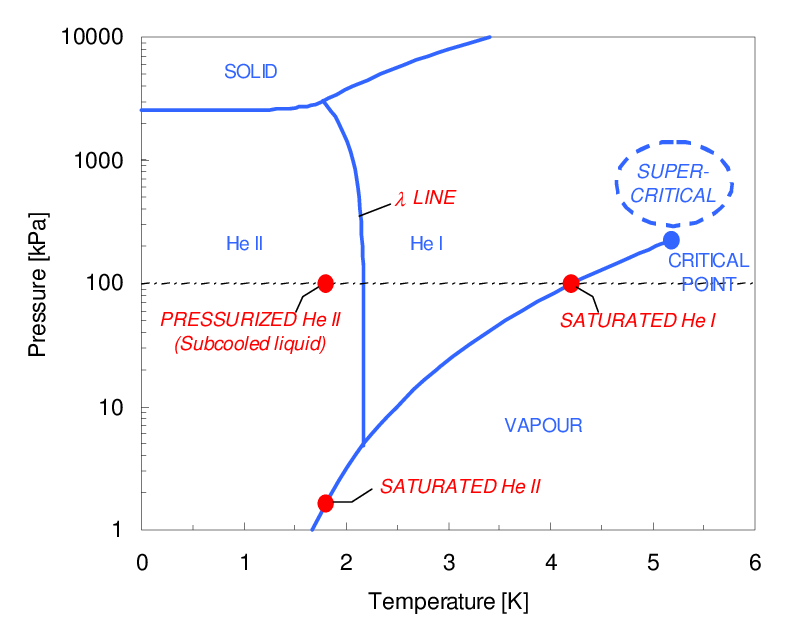 10000
SOLID
1000
SUPER-
CRITICAL
λ LINE
He II
He I
CRITICAL
POINT
100
PRESSURIZED He II
(Subcooled liquid)
SATURATED He I
Pressure [kPa]
10
VAPOUR
SATURATED He II
1
0
1
2
3
4
5
6
Temperature [K]